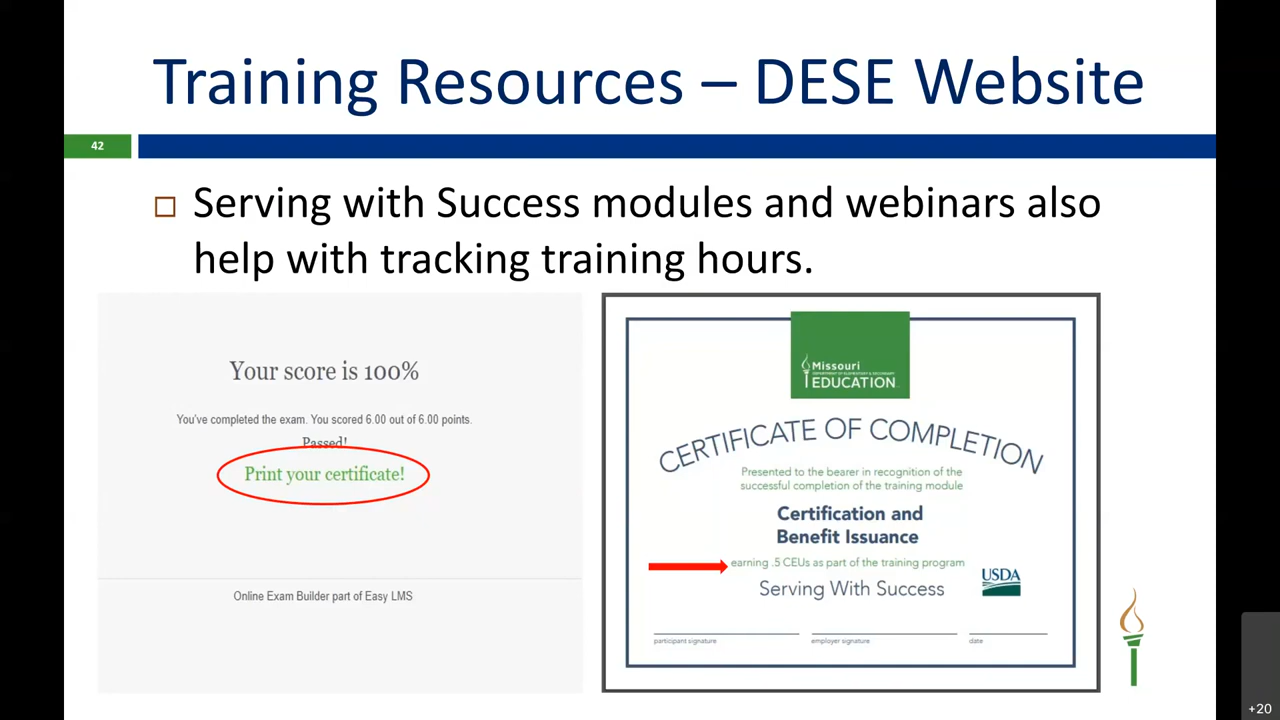 Training Resources – DESE Website
42
Serving with Success modules and webinars also
help with tracking training hours.
Your score is 100%
You've completed the exam. You scored 6.00 out of 6.00 points.
Passed!
Print your certificate!
Online Exam Builder part of Easy LMS
Missouri
DEPARTMENT OF ELEMENTARY & SECONDARY
EDUCATION
CERTIFICATE OF COMPLETION
Presented to the bearer in recognition of the
successful completion of the training module
Certification and
Benefit Issuance
earning .5 CEUs as part of the training program
Serving With Success
USDA
participant signature
employer signature
date
+20